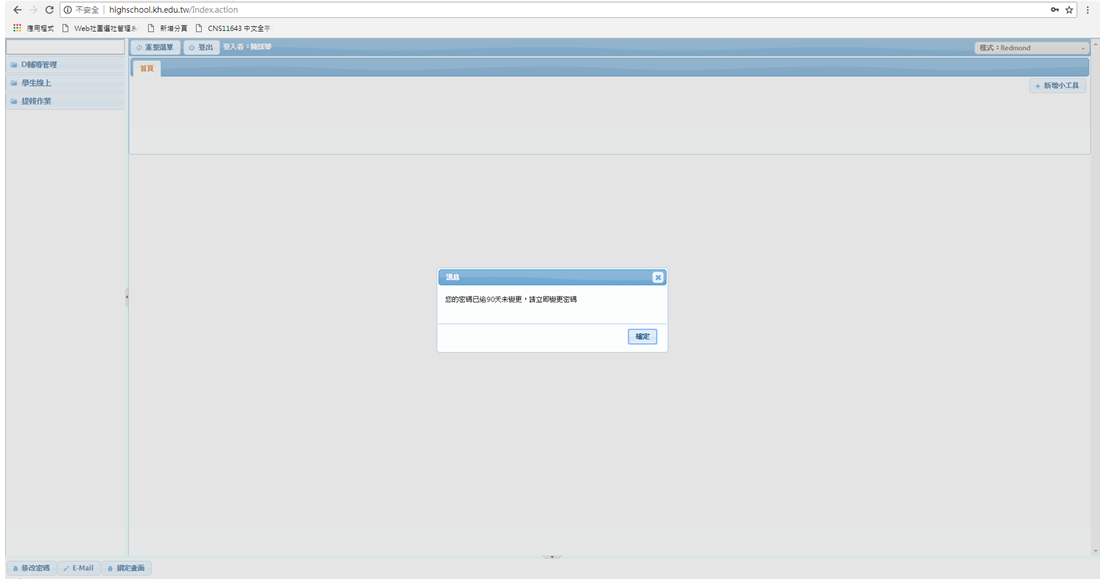 不安全 | highschool.kh.edu.tw/Index.action
應用程式 Web社團選社管理系 新增分頁 CNS11643 中文全字
重整選單 登出 登入者： 樣式：Redmond
D輔導管理
學生線上
提報作業
首頁
+ 新增小工具
訊息
您的密碼已逾90天未變更，請立即變更密碼
確定
修改密碼 E-Mail 鎖定畫面